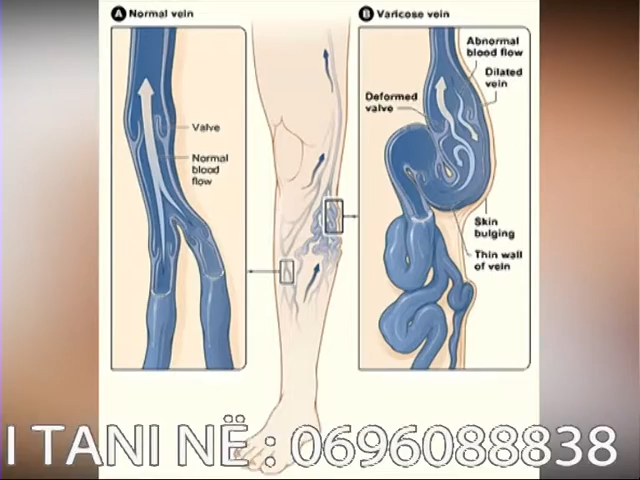 A Normal vein
Valve
Normal
blood
flow
B Varicose vein
Abnormal
blood flow
Dilated
vein
Deformed
valve
Skin
bulging
Thin wall
of vein
I TANI NË : 0696088838